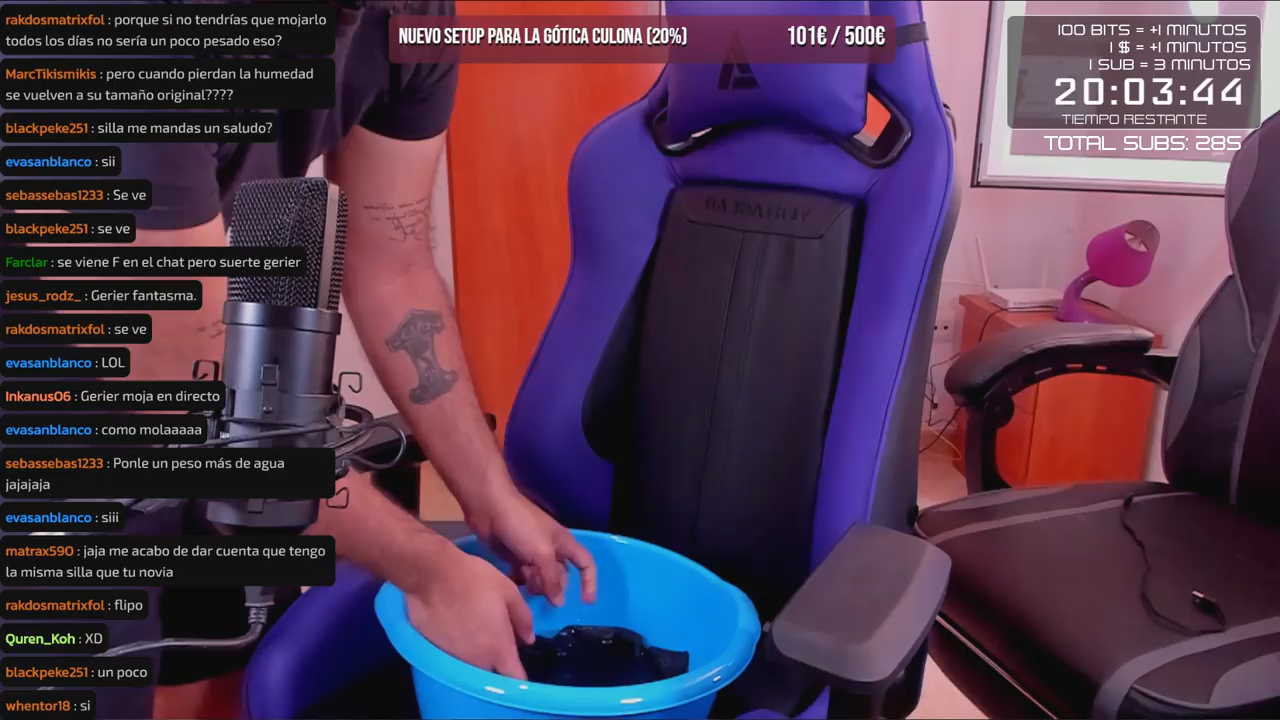 rakdosmatrixfol : porque si no tendrías que mojarlo
todos los días no sería un poco pesado eso?
MarcTikismikis : pero cuando pierdan la humedad
se vuelven a su tamaño original????
blackpeke251 : silla me mandas un saludo?
evasanblanco : sii
sebassebas1233 : Se ve
blackpeke251 : se ve
Farclar : se viene F en el chat pero suerte gerier
jesus_rodz_ : Gerier fantasma.
rakdosmatrixfol : se ve
evasanblanco : LOL
Inkanus06 : Gerier moja en directo
evasanblanco : como molaaaaa
sebassebas1233 : Ponle un peso más de agua
jajajaja
evasanblanco : siii
matrax590 : jaja me acabo de dar cuenta que tengo
la misma silla que tu novia
rakdosmatrixfol : flipo
Quren_Koh : XD
blackpeke251 : un poco
whentor18 : si
NUEVO SETUP PARA LA GÓTICA CULONA (20%) 101€ / 500€
100 BITS = +1 MINUTOS
1 $ = +1 MINUTOS
1 SUB = 3 MINUTOS
20:03:44
TIEMPO RESTANTE
TOTAL SUBS: 285